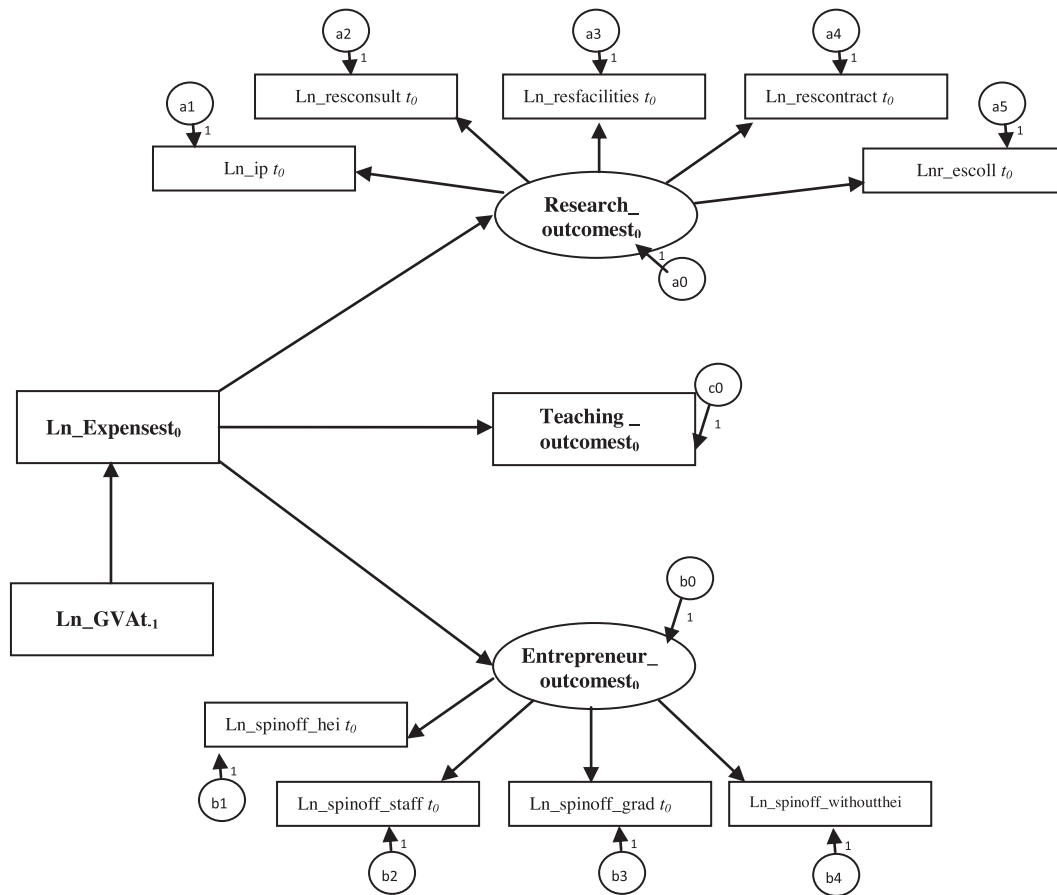 a2
a3
a4
1
1
1
Ln_resconsult t₀
Ln_resfacilities t₀
Ln_rescontract t₀
a1
1
a5
1
Ln_ip t₀
Lnr_escoll t₀
Research_
outcomest₀
1
a0
Ln_Expensest₀
Teaching _
outcomest₀
c0
1
Ln_GVAt-1
b0
1
Entrepreneur_
outcomest₀
Ln_spinoff_hei t₀
1
b1
Ln_spinoff_staff t₀
Ln_spinoff_grad t₀
Ln_spinoff_withoutthei
1
1
1
b2
b3
b4